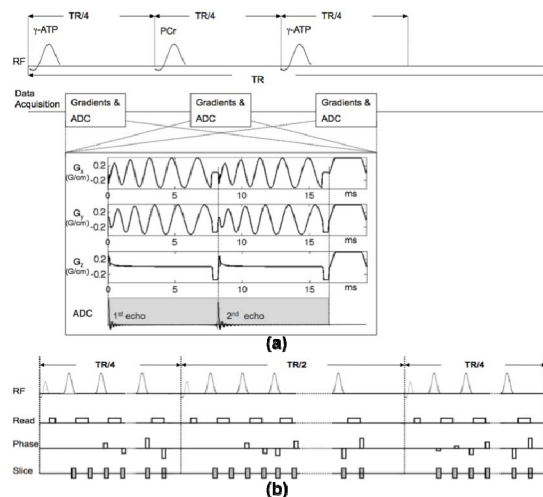 TR/4 TR/4 TR/4
γ-ATP PCr γ-ATP
RF
TR
Data
Acquisition
Gradients & ADC Gradients & ADC Gradients & ADC
Gx
(G/cm)
0.2
-0.2
0 5 10 15 ms
Gy
(G/cm)
0.2
-0.2
0 5 10 15 ms
Gz
(G/cm)
0.2
-0.2
0 5 10 15 ms
ADC 1st echo 2nd echo
(a)
TR/4 TR/2 TR/4
RF
Read
Phase
Slice
(b)